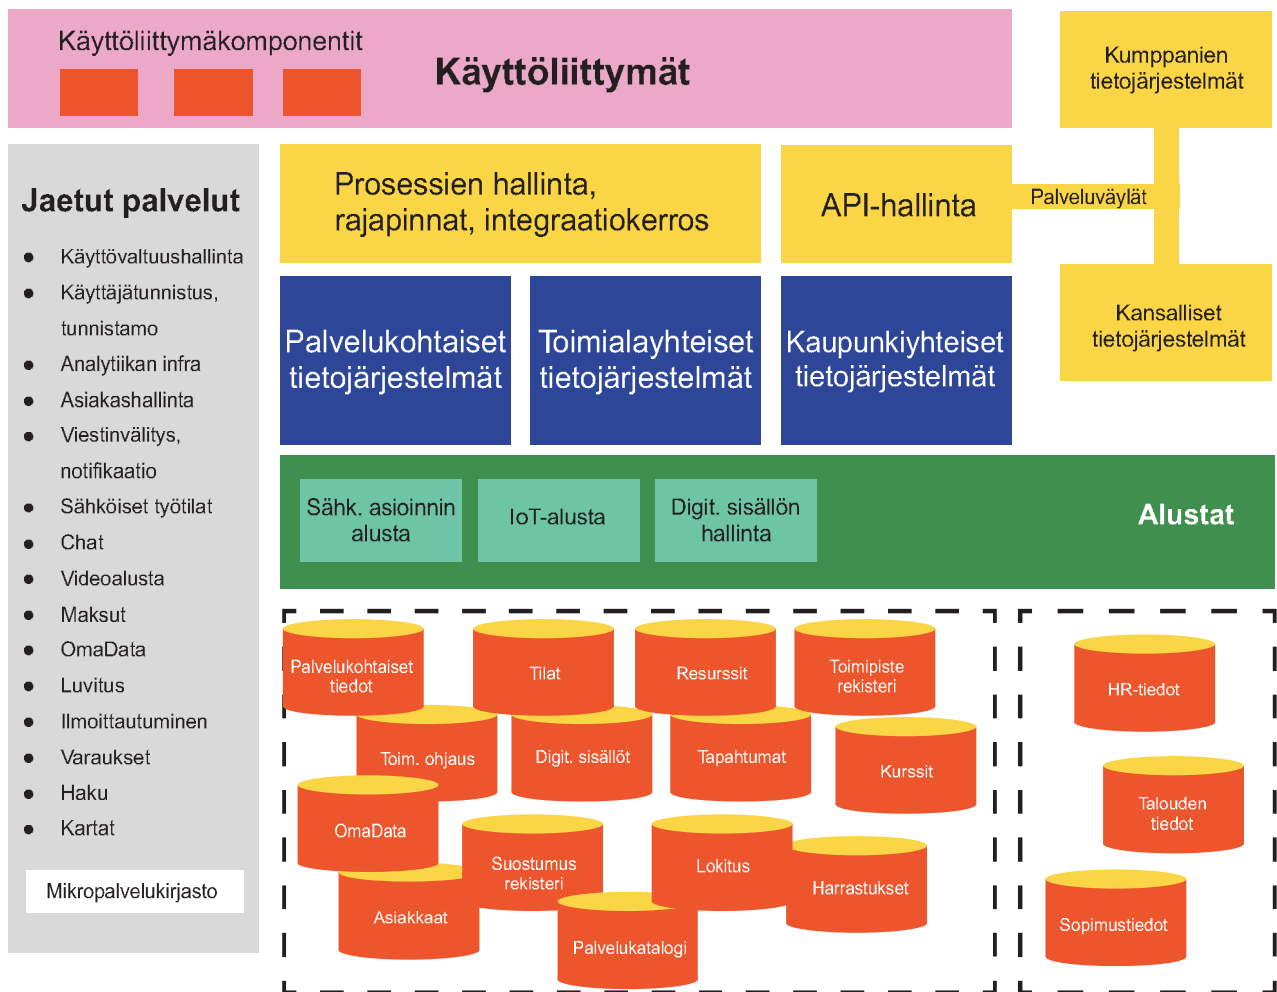 Käyttöliittymäkomponentit
Käyttöliittymät
Kumppanien
tietojärjestelmät
Jaetut palvelut
Käyttövaltuushallinta
Käyttäjätunnistus,
tunnistamo
Analytiikan infra
Asiakashallinta
Viestinvälitys,
notifikaatio
Sähköiset työtilat
Chat
Videoalusta
Maksut
OmaData
Luvitus
Ilmoittautuminen
Varaukset
Haku
Kartat
Mikropalvelukirjasto
Prosessien hallinta,
rajapinnat, integraatiokerros
API-hallinta
Palveluväylät
Kansalliset
tietojärjestelmät
Palvelukohtaiset
tietojärjestelmät
Toimialayhteiset
tietojärjestelmät
Kaupunkiyhteiset
tietojärjestelmät
Sähk. asioinnin
alusta
IoT-alusta
Digit. sisällön
hallinta
Alustat
Palvelukohtaiset
tiedot
Tilat
Resurssit
Toimipiste
rekisteri
Toim. ohjaus
Digit. sisällöt
Tapahtumat
Kurssit
OmaData
Suostumus
rekisteri
Lokitus
Harrastukset
Asiakkaat
Palvelukatalogi
HR-tiedot
Talouden
tiedot
Sopimustiedot